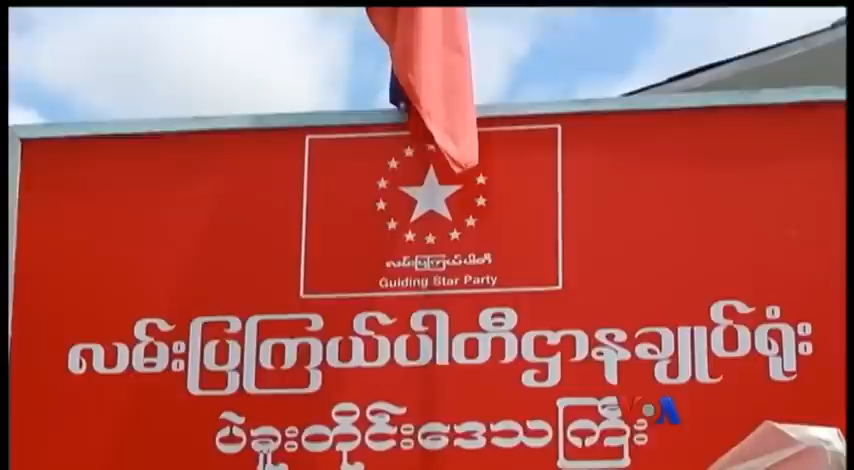 လမ်းပြကြယ်ပါတီ
Guiding Star Party
လမ်းပြကြယ်ပါတီဌာနချုပ်ရုံး
ပဲခူးတိုင်းဒေသကြီး
VOA